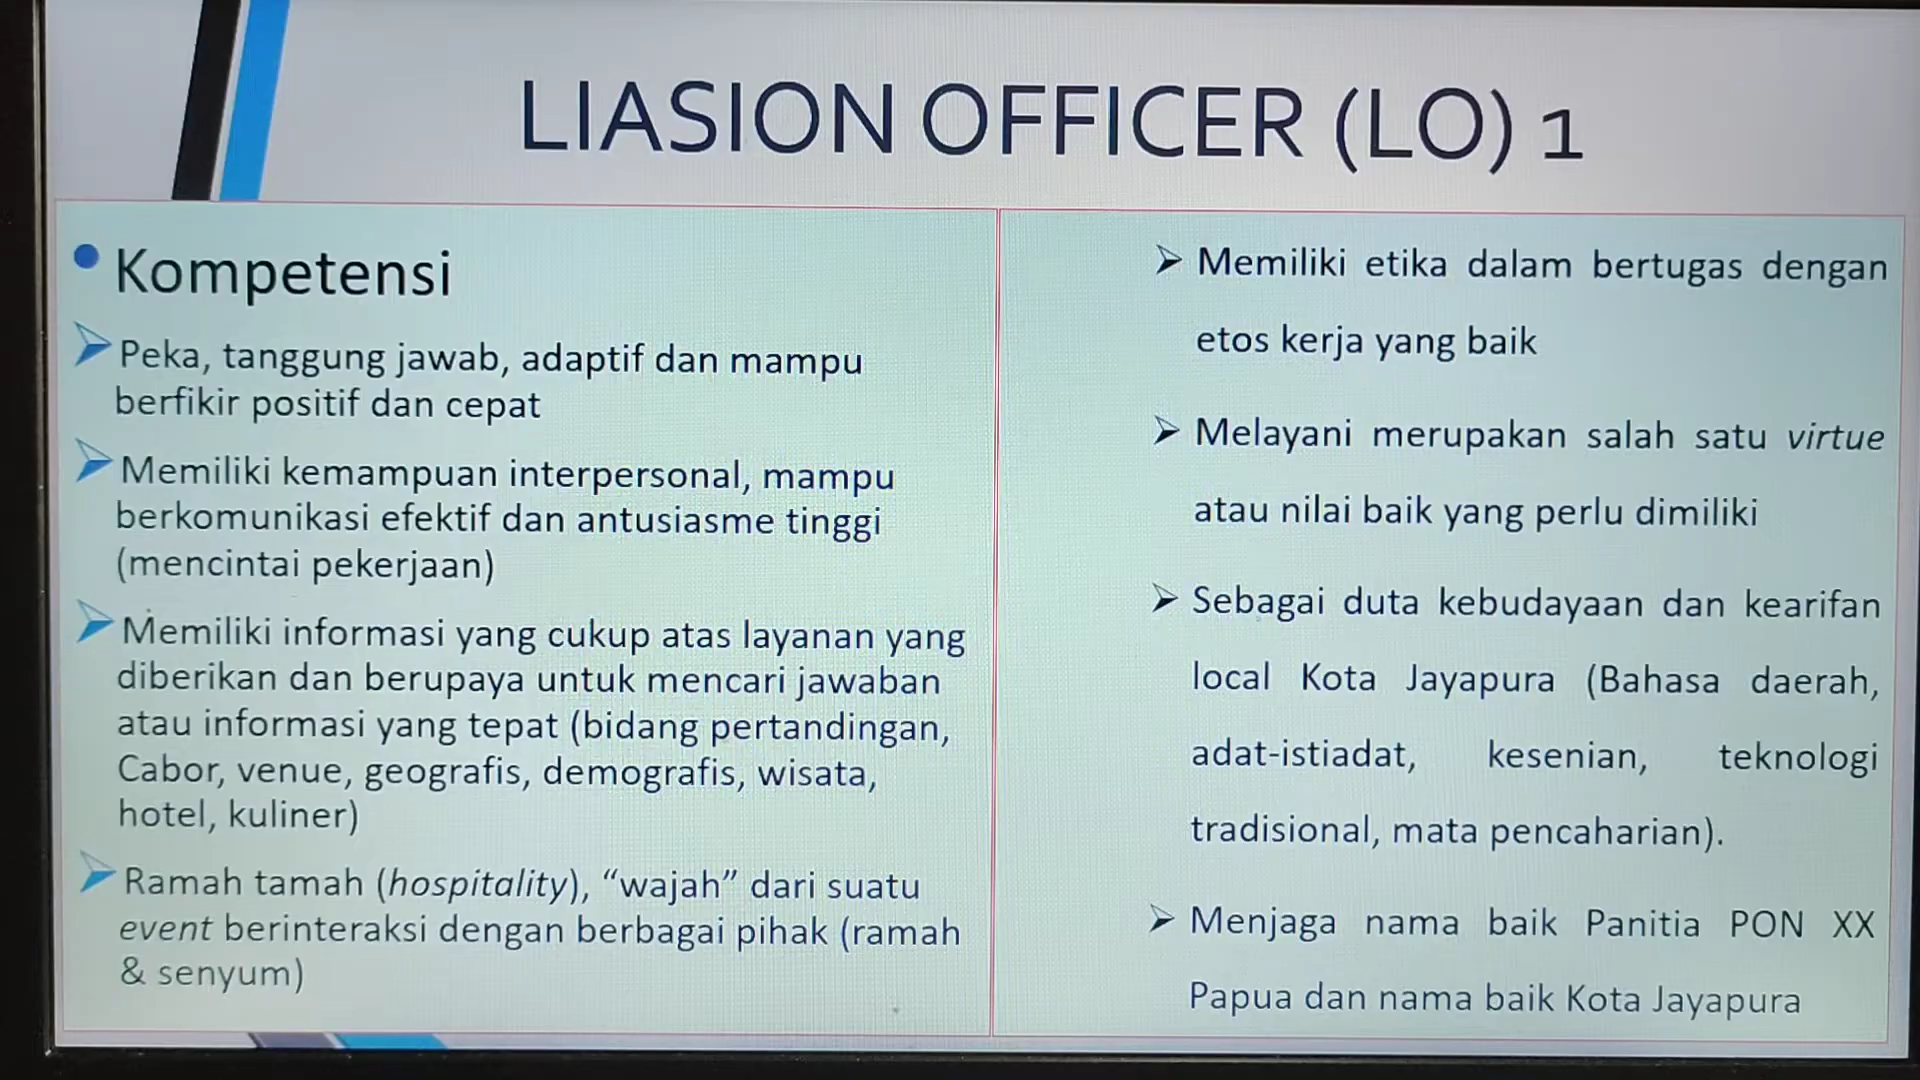 LIASION OFFICER (LO) 1
Kompetensi
Peka, tanggung jawab, adaptif dan mampu
berfikir positif dan cepat
Memiliki kemampuan interpersonal, mampu
berkomunikasi efektif dan antusiasme tinggi
(mencintai pekerjaan)
Memiliki informasi yang cukup atas layanan yang
diberikan dan berupaya untuk mencari jawaban
atau informasi yang tepat (bidang pertandingan,
Cabor, venue, geografis, demografis, wisata,
hotel, kuliner)
Ramah tamah (hospitality), “wajah” dari suatu
event berinteraksi dengan berbagai pihak (ramah
& senyum)
Memiliki etika dalam bertugas dengan
etos kerja yang baik
Melayani merupakan salah satu virtue
atau nilai baik yang perlu dimiliki
Sebagai duta kebudayaan dan kearifan
local Kota Jayapura (Bahasa daerah,
adat-istiadat, kesenian, teknologi
tradisional, mata pencaharian).
Menjaga nama baik Panitia PON XX
Papua dan nama baik Kota Jayapura